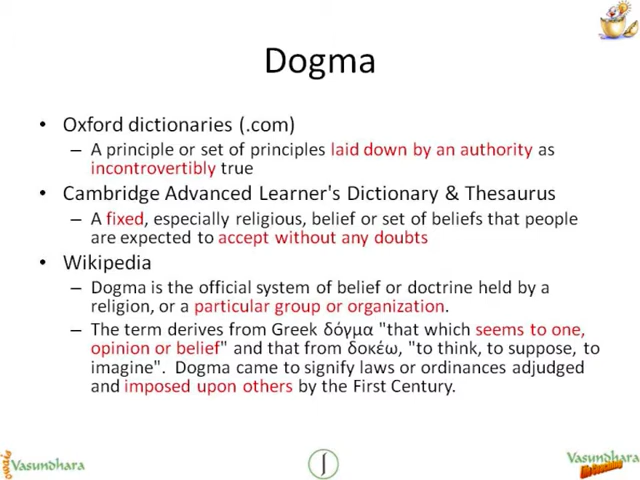 Dogma
• Oxford dictionaries (.com)
– A principle or set of principles laid down by an authority as
incontrovertibly true
• Cambridge Advanced Learner's Dictionary & Thesaurus
– A fixed, especially religious, belief or set of beliefs that people
are expected to accept without any doubts
• Wikipedia
– Dogma is the official system of belief or doctrine held by a
religion, or a particular group or organization.
– The term derives from Greek δόγμα "that which seems to one,
opinion or belief" and that from δοκέω, "to think, to suppose, to
imagine". Dogma came to signify laws or ordinances adjudged
and imposed upon others by the First Century.
Vasundhara
Vasundhara